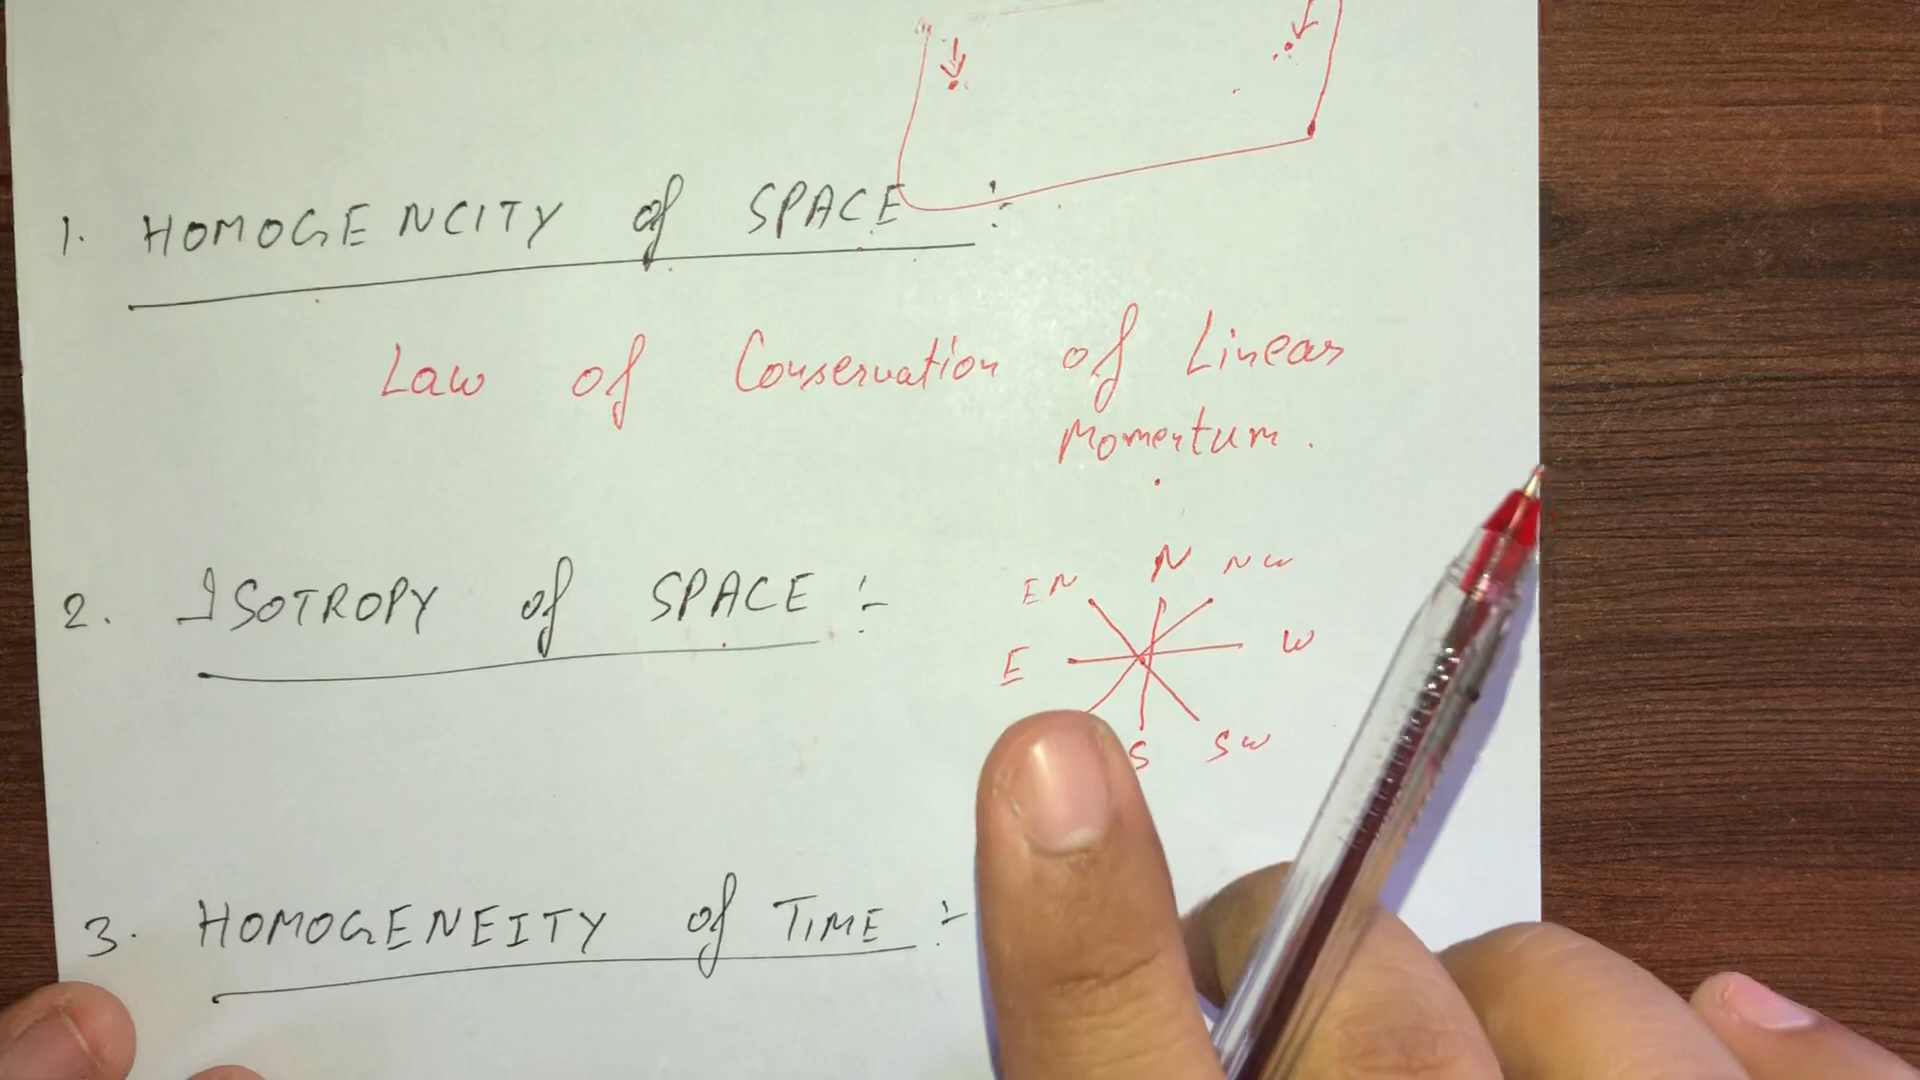 1. HOMOGENCITY of SPACE :-
Law of Conservation of Linear
Momentum.
2. ISOTROPY of SPACE :-
EN N NW
E W
S SW
3. HOMOGENEITY of TIME :-